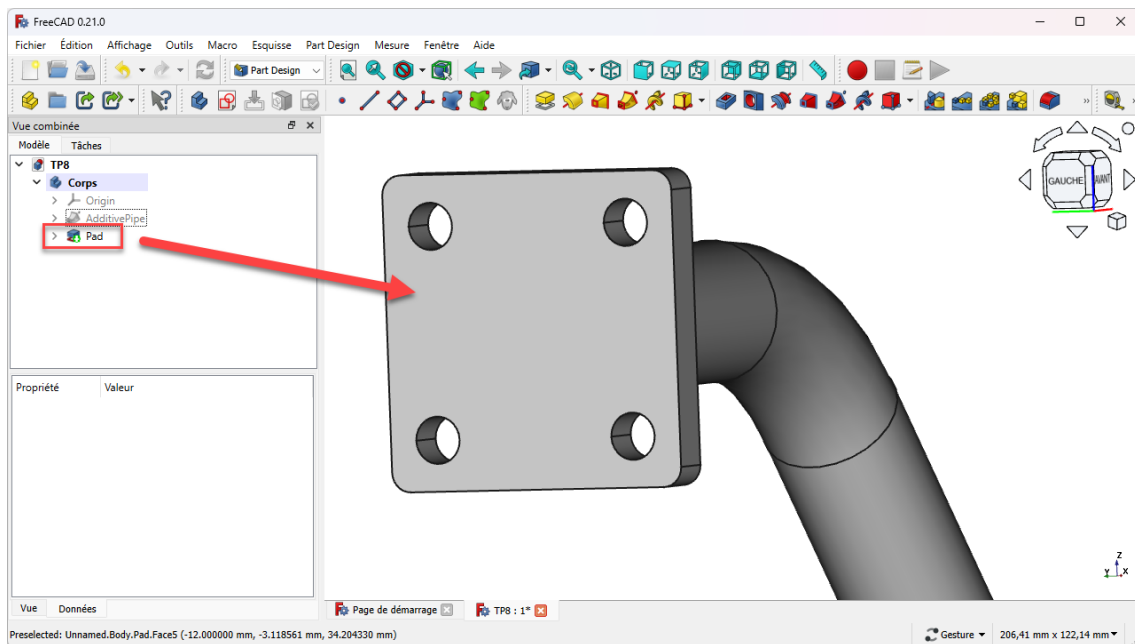 FreeCAD 0.21.0
Fichier Édition Affichage Outils Macro Esquisse Part Design Mesure Fenêtre Aide
Part Design
Vue combinée
Modèle Tâches
TP8
Corps
Origin
AdditivePipe
Pad
GAUCHE AVANT
Propriété Valeur
Z
Y X
Vue Données
Page de démarrage TP8 : 1*
Preselected: Unnamed.Body.Pad.Face5 (-12.000000 mm, -3.118561 mm, 34.204330 mm) Gesture 206,41 mm x 122,14 mm